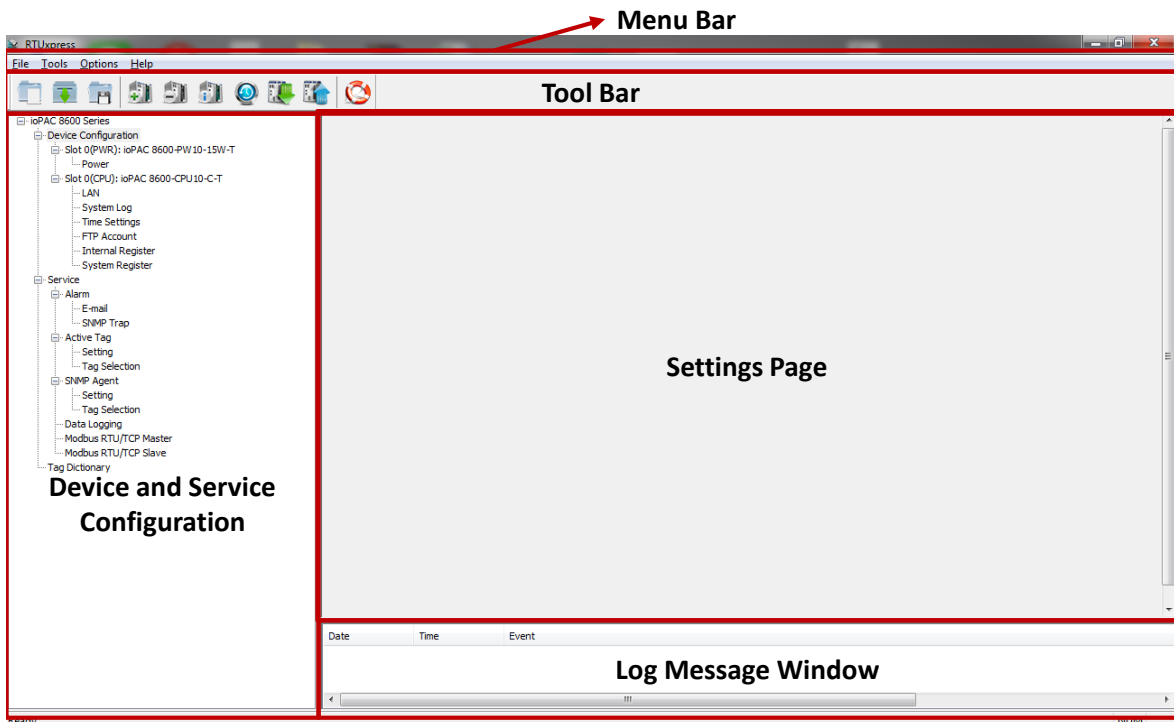 Menu Bar
RTUxpress
File Tools Options Help
Tool Bar
ioPAC 8600 Series
Device Configuration
Slot 0(PWR): ioPAC 8600-PW10-15W-T
Power
Slot 0(CPU): ioPAC 8600-CPU10-C-T
LAN
System Log
Time Settings
FTP Account
Internal Register
System Register
Service
Alarm
E-mail
SNMP Trap
Active Tag
Setting
Tag Selection
SNMP Agent
Setting
Tag Selection
Data Logging
Modbus RTU/TCP Master
Modbus RTU/TCP Slave
Tag Dictionary
Device and Service
Configuration
Settings Page
Date Time Event
Log Message Window
Ready